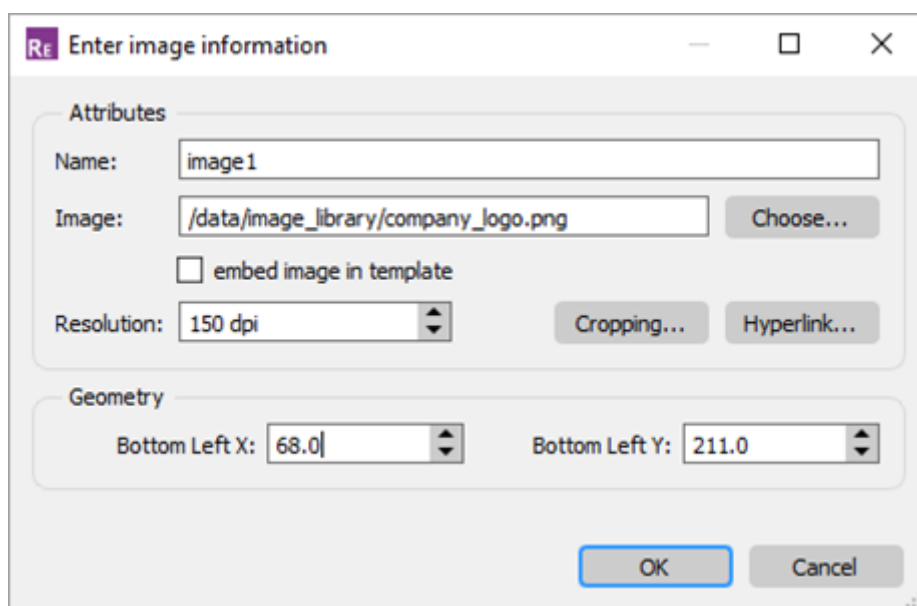 RE Enter image information
Attributes
Name: image1
Image: /data/image_library/company_logo.png Choose...
embed image in template
Resolution: 150 dpi Cropping... Hyperlink...
Geometry
Bottom Left X: 68.0 Bottom Left Y: 211.0
OK Cancel